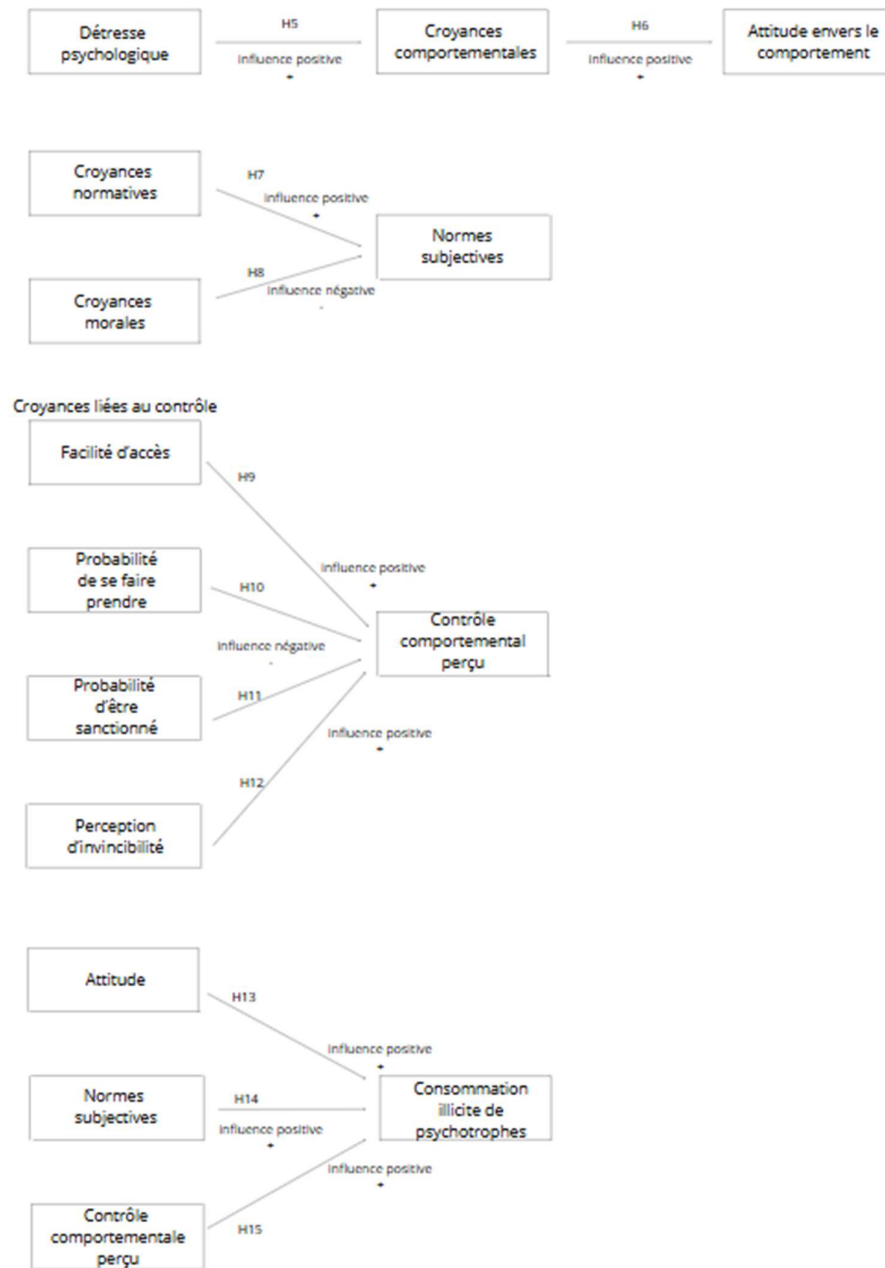 Détresse
psychologique
H5
influence positive
+
Croyances
comportementales
H6
influence positive
+
Attitude envers le
comportement
Croyances
normatives
H7
influence positive
+
Normes
subjectives
H8
influence négative
-
Croyances
morales
Croyances liées au contrôle
Facilité d'accès
H9
influence positive
+
Probabilité
de se faire
prendre
H10
influence négative
-
Contrôle
comportemental
perçu
Probabilité
d'être
sanctionné
H11
influence positive
+
H12
Perception
d'invincibilité
Attitude
H13
influence positive
+
Normes
subjectives
H14
influence positive
+
Consommation
illicite de
psychotrophes
influence positive
+
Contrôle
comportementale
perçu
H15